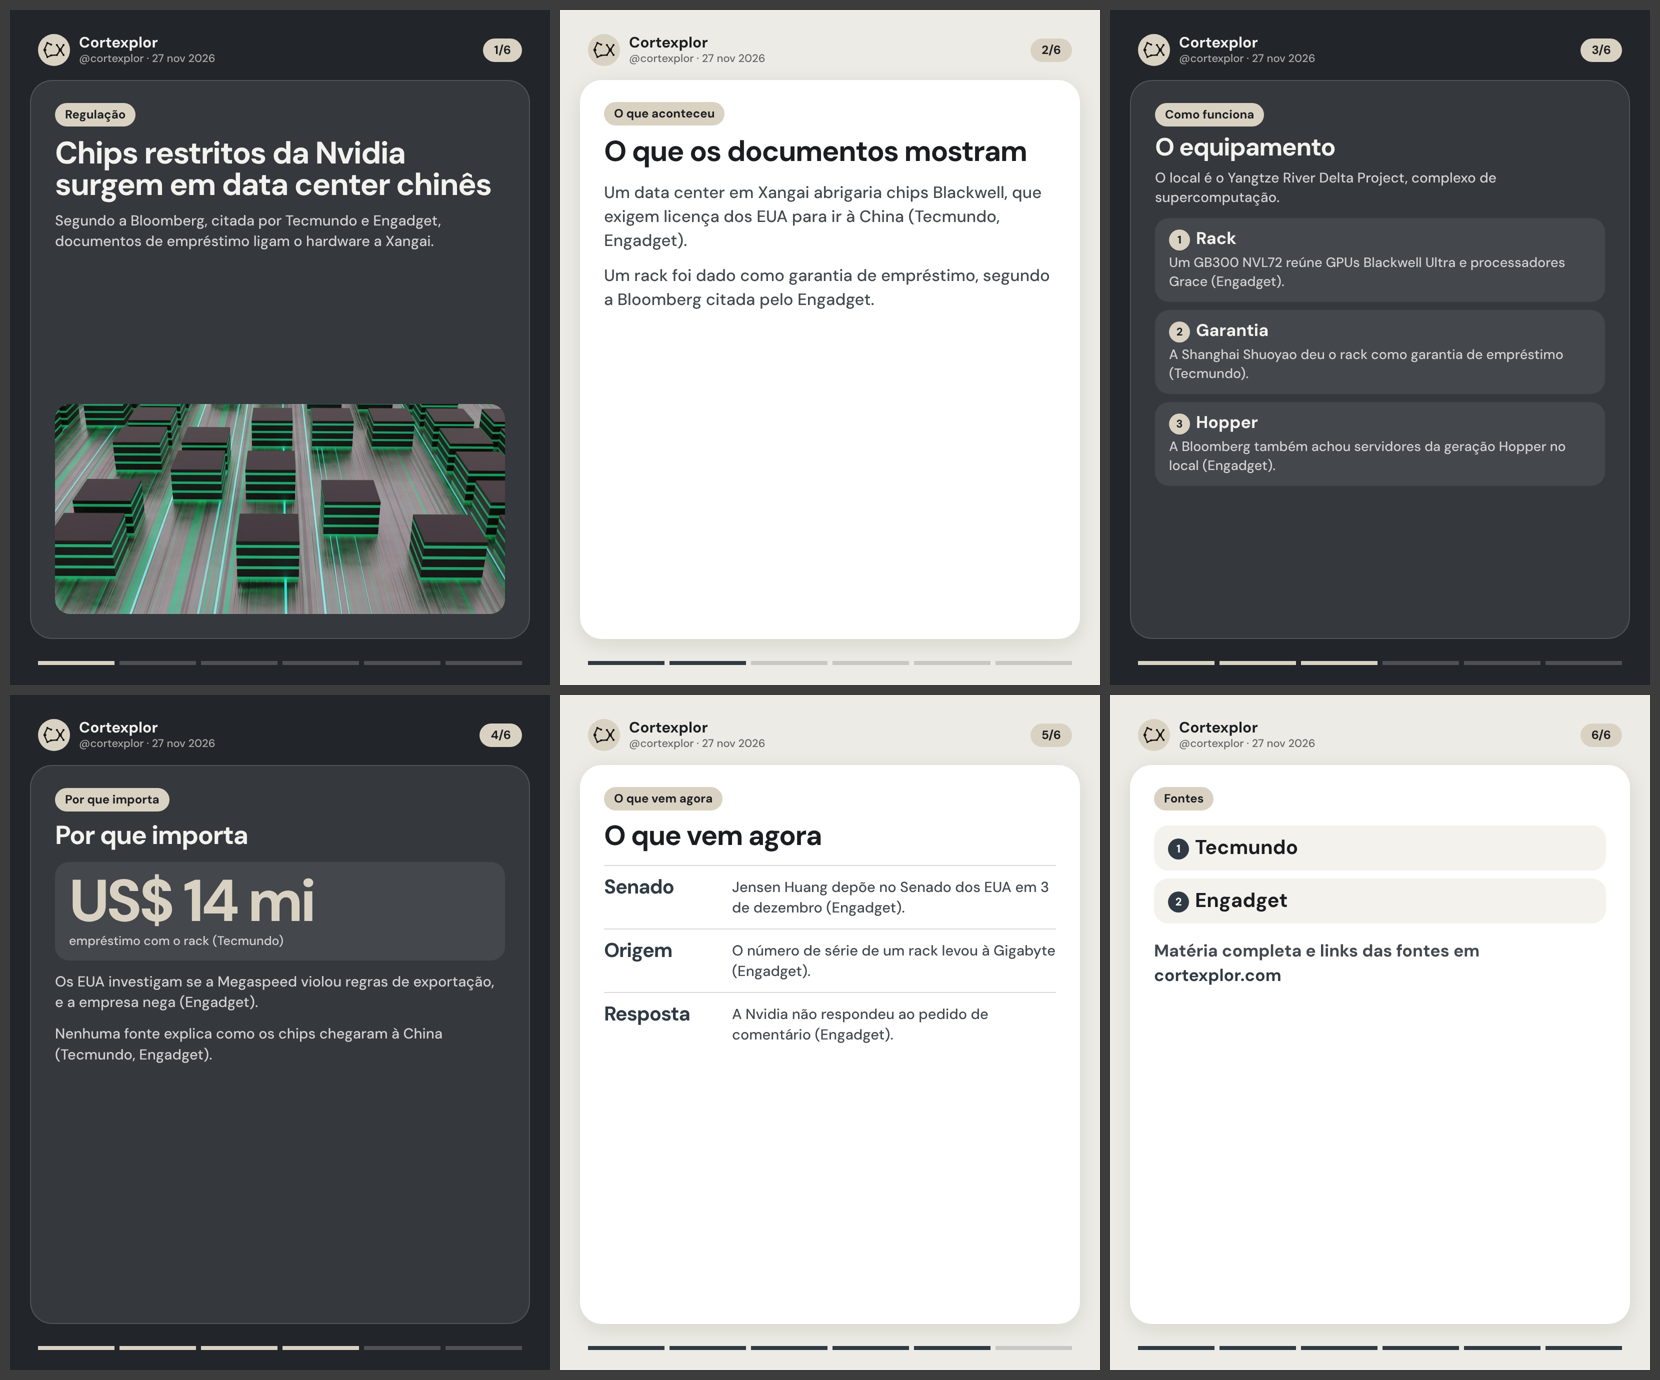 Cortexplor
@cortexplor · 27 nov 2026
1/6
Regulação
Chips restritos da Nvidia
surgem em data center chinês
Segundo a Bloomberg, citada por Tecmundo e Engadget,
documentos de empréstimo ligam o hardware a Xangai.
Cortexplor
@cortexplor · 27 nov 2026
2/6
O que aconteceu
O que os documentos mostram
Um data center em Xangai abrigaria chips Blackwell, que
exigem licença dos EUA para ir à China (Tecmundo,
Engadget).
Um rack foi dado como garantia de empréstimo, segundo
a Bloomberg citada pelo Engadget.
Cortexplor
@cortexplor · 27 nov 2026
3/6
Como funciona
O equipamento
O local é o Yangtze River Delta Project, complexo de
supercomputação.
1 Rack
Um GB300 NVL72 reúne GPUs Blackwell Ultra e processadores
Grace (Engadget).
2 Garantia
A Shanghai Shuoyao deu o rack como garantia de empréstimo
(Tecmundo).
3 Hopper
A Bloomberg também achou servidores da geração Hopper no
local (Engadget).
Cortexplor
@cortexplor · 27 nov 2026
4/6
Por que importa
Por que importa
US$ 14 mi
empréstimo com o rack (Tecmundo)
Os EUA investigam se a Megaspeed violou regras de exportação,
e a empresa nega (Engadget).
Nenhuma fonte explica como os chips chegaram à China
(Tecmundo, Engadget).
Cortexplor
@cortexplor · 27 nov 2026
5/6
O que vem agora
O que vem agora
Senado
Jensen Huang depõe no Senado dos EUA em 3
de dezembro (Engadget).
Origem
O número de série de um rack levou à Gigabyte
(Engadget).
Resposta
A Nvidia não respondeu ao pedido de
comentário (Engadget).
Cortexplor
@cortexplor · 27 nov 2026
6/6
Fontes
1 Tecmundo
2 Engadget
Matéria completa e links das fontes em
cortexplor.com